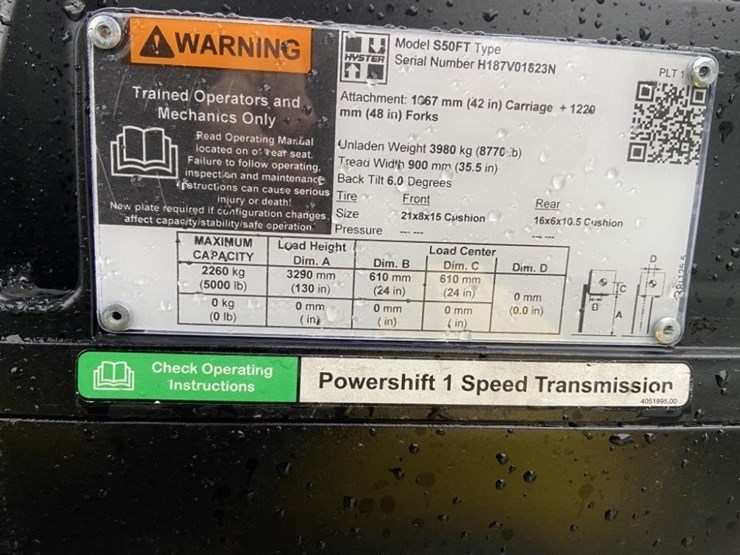 WARNING
Trained Operators and
Mechanics Only
Read Operating Manual
located on or rear seat.
Failure to follow operating,
inspection and maintenance
instructions can cause serious
injury or death!
New plate required if configuration changes
affect capacity/stability/safe operation
HYSTER
Model S50FT Type
Serial Number H187V01823N
PLT 1
Attachment: 1067 mm (42 in) Carriage + 1220
mm (48 in) Forks
Unladen Weight 3980 kg (8770 lb)
Tread Width 900 mm (35.5 in)
Back Tilt 6.0 Degrees
Tire Front Rear
Size 21x8x15 Cushion 16x6x10.5 Cushion
Pressure --- --- --- ---
MAXIMUM CAPACITY Load Height Dim. A Load Center Dim. B Dim. C Dim. D
2260 kg (5000 lb) 3290 mm (130 in) 610 mm (24 in) 610 mm (24 in) 0 mm (0.0 in)
0 kg (0 lb) 0 mm ( in) 0 mm ( in) 0 mm ( in)
D
C
B
A
Check Operating
Instructions
Powershift 1 Speed Transmission
4051995.00